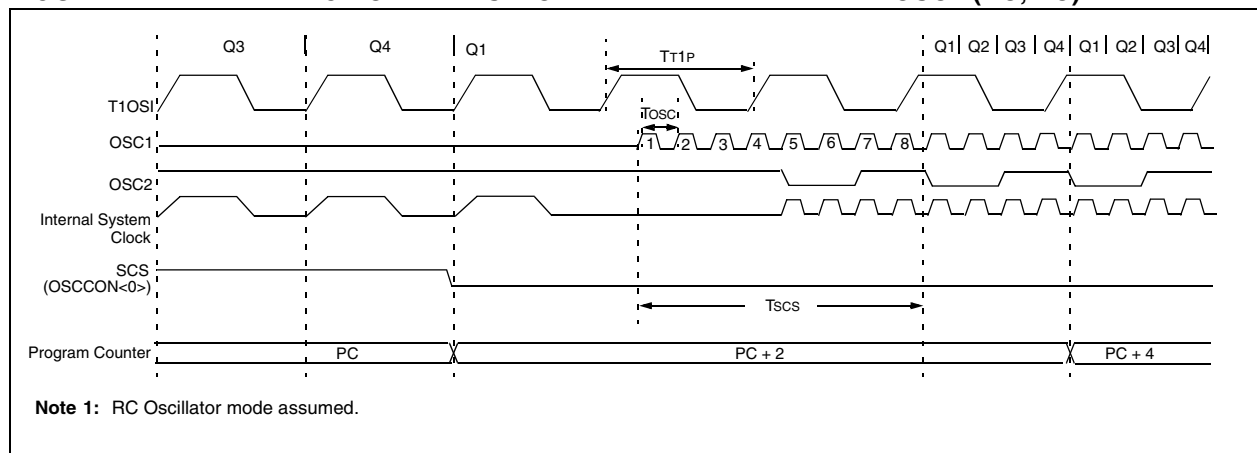 Q3 Q4 Q1 Q1 Q2 Q3 Q4 Q1 Q2 Q3 Q4
TT1P
T1OSI
TOSC
OSC1
1 2 3 4 5 6 7 8
OSC2
Internal System
Clock
SCS
(OSCCON<0>)
TSCS
Program Counter PC PC + 2 PC + 4
Note 1: RC Oscillator mode assumed.